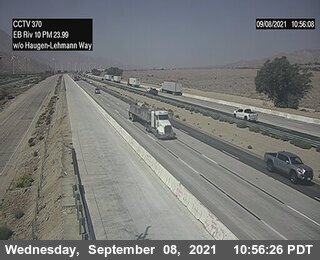 CCTV 370
09/08/2021 10:56:08
EB Riv 10 PM 23.99
w/o Haugen-Lehmann Way
Wednesday, September 08, 2021 10:56:26 PDT